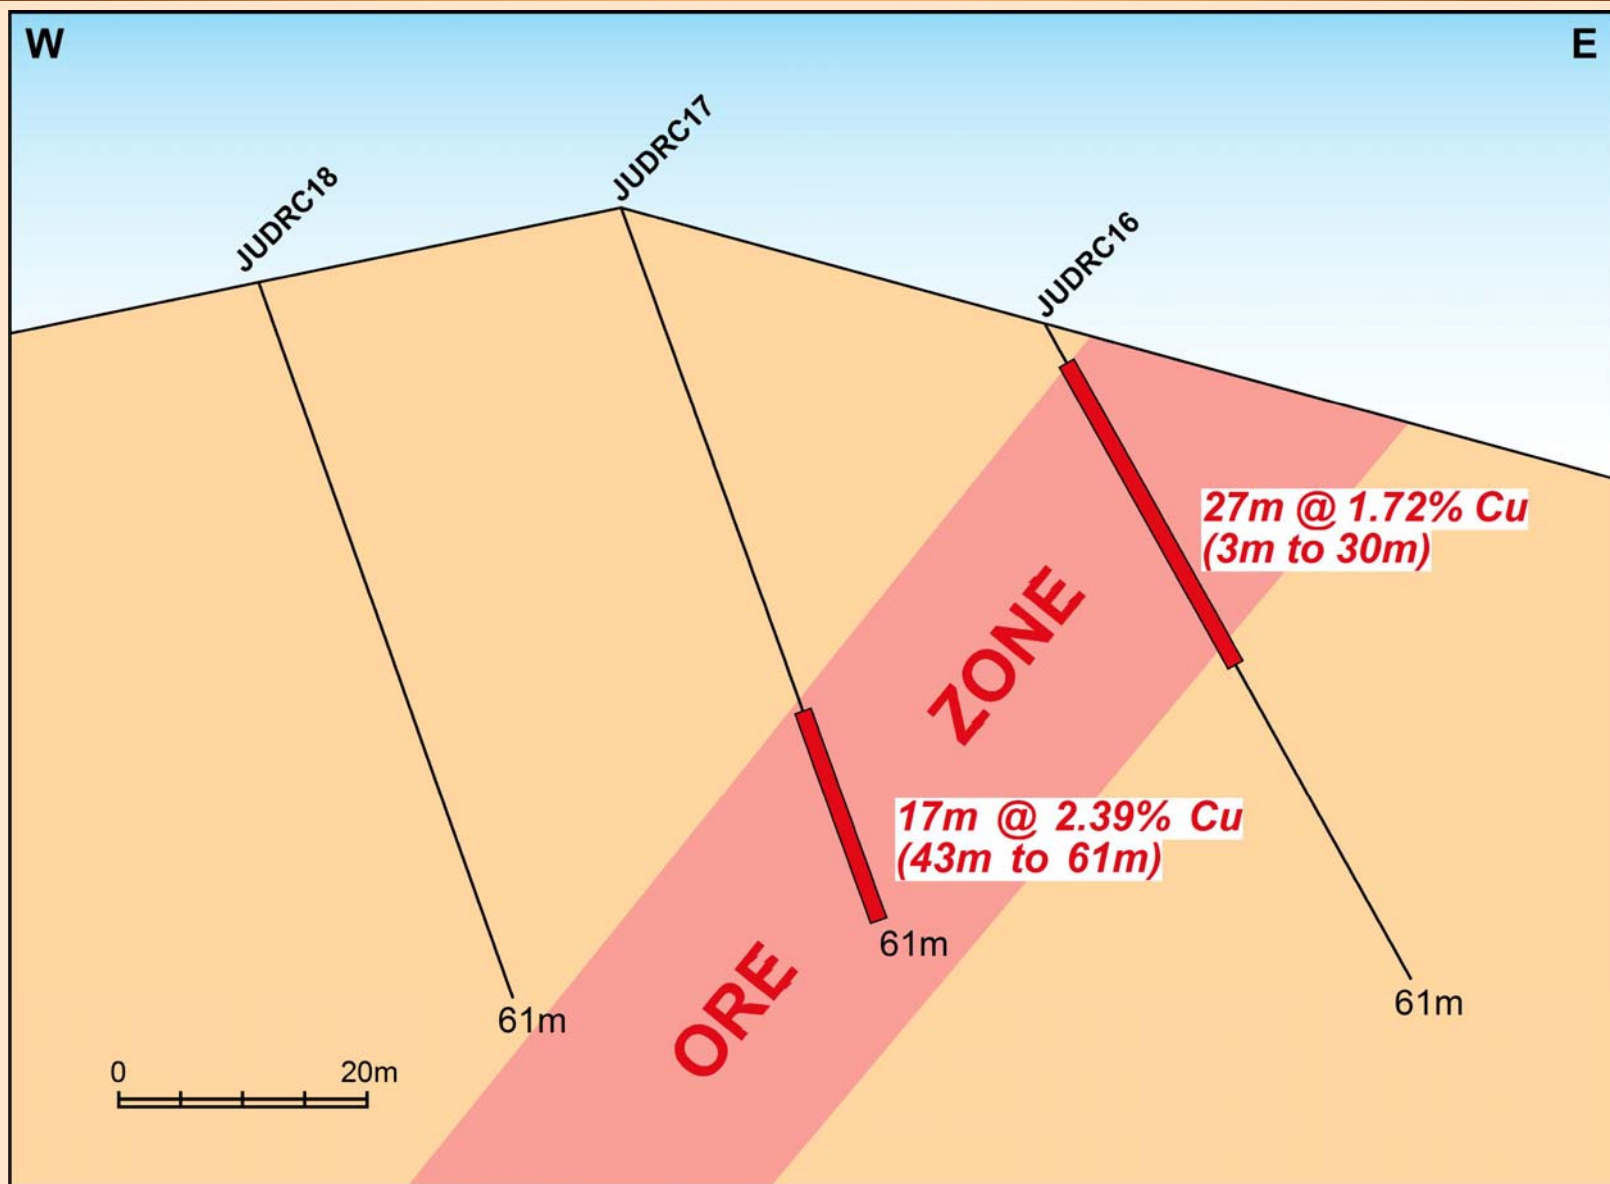 W
E
JUDRC18
JUDRC17
JUDRC16
27m @ 1.72% Cu
(3m to 30m)
ZONE
17m @ 2.39% Cu
(43m to 61m)
61m
ORE
61m
61m
0 20m